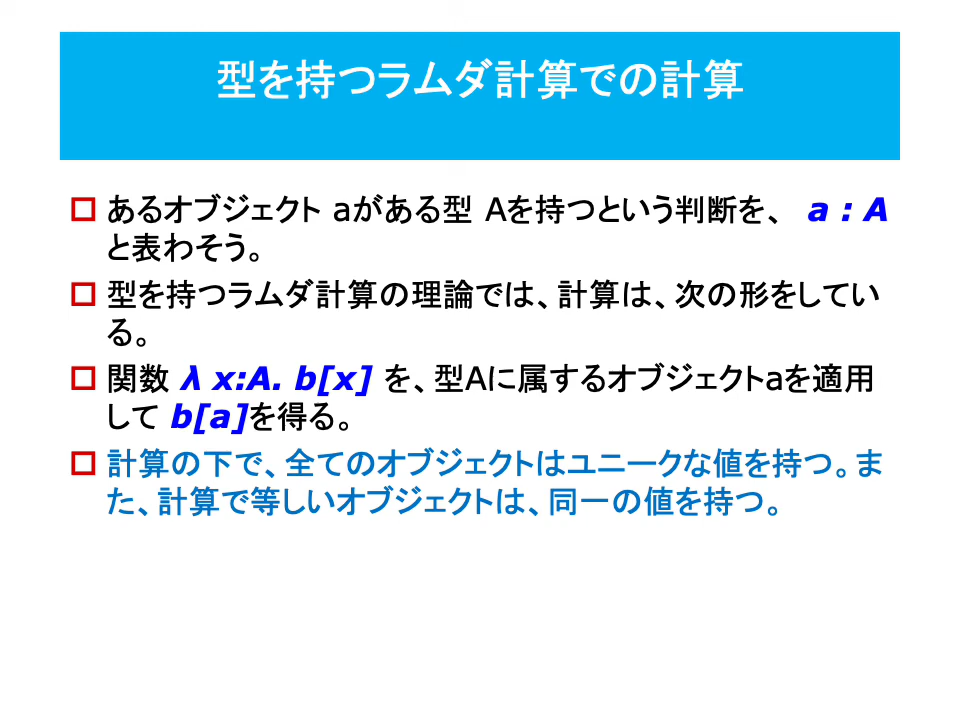 型を持つラムダ計算での計算
あるオブジェクト aがある型 Aを持つという判断を、 a : A
と表わそう。
型を持つラムダ計算の理論では、計算は、次の形をしてい
る。
関数 λ x:A. b[x] を、型Aに属するオブジェクトaを適用
して b[a]を得る。
計算の下で、全てのオブジェクトはユニークな値を持つ。ま
た、計算で等しいオブジェクトは、同一の値を持つ。